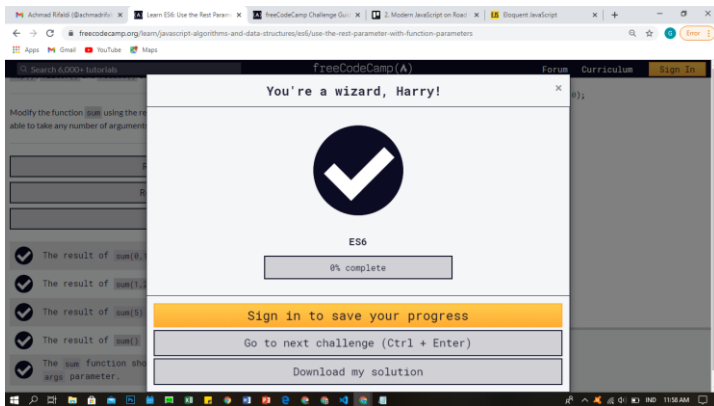 Achmad Rifaldi (@achmadrifal
Learn ES6: Use the Rest Param
freeCodeCamp Challenge Guid
2. Modern JavaScript on Road
Eloquent JavaScript
freecodecamp.org/learn/javascript-algorithms-and-data-structures/es6/use-the-rest-parameter-with-function-parameters
G
Error
Apps
Gmail
YouTube
Maps
Search 6,000+ tutorials
freeCodeCamp(🔥)
Forum
Curriculum
Sign In
You're a wizard, Harry!
0);
Modify the function sum using the re
able to take any number of arguments
R
R
The result of sum(0,1
The result of sum(1,2
The result of sum(5)
The result of sum()
The sum function sho
args parameter.
ES6
0% complete
Sign in to save your progress
Go to next challenge (Ctrl + Enter)
Download my solution
IND
11:58 AM